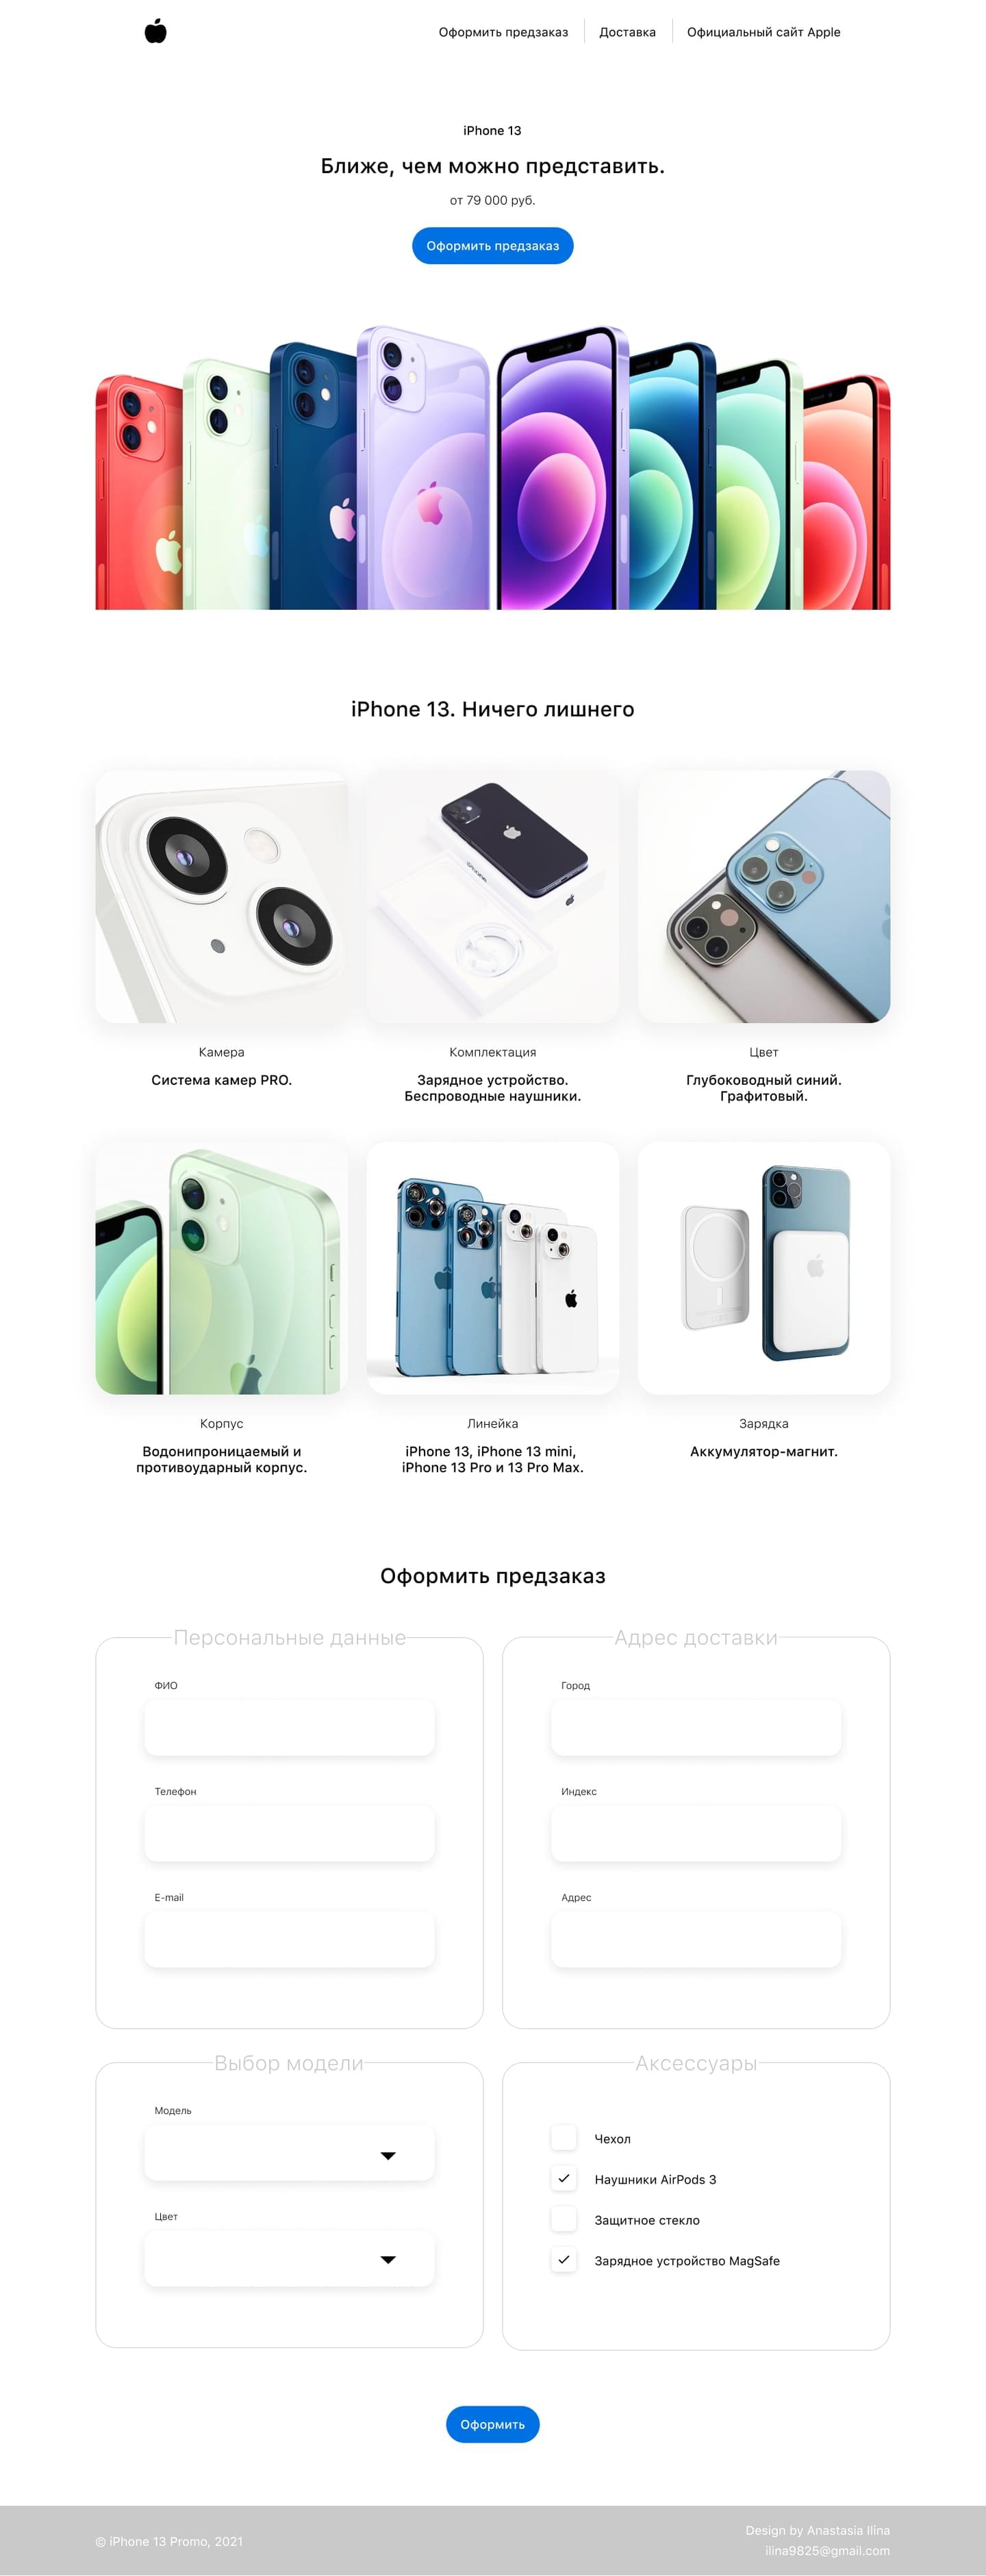 Оформить предзаказ
Доставка
Официальный сайт Apple
iPhone 13
Ближе, чем можно представить.
от 79 000 руб.
Оформить предзаказ
iPhone 13. Ничего лишнего
iPhone
Камера
Система камер PRO.
Комплектация
Зарядное устройство.
Беспроводные наушники.
Цвет
Глубоководный синий.
Графитовый.
Корпус
Водонипроницаемый и
противоударный корпус.
Линейка
iPhone 13, iPhone 13 mini,
iPhone 13 Pro и 13 Pro Max.
Зарядка
Аккумулятор-магнит.
Оформить предзаказ
Персональные данные
ФИО
Телефон
E-mail
Адрес доставки
Город
Индекс
Адрес
Выбор модели
Модель
Цвет
Аксессуары
Чехол
Наушники AirPods 3
Защитное стекло
Зарядное устройство MagSafe
Оформить
© iPhone 13 Promo, 2021
Design by Anastasia Ilina
ilina9825@gmail.com